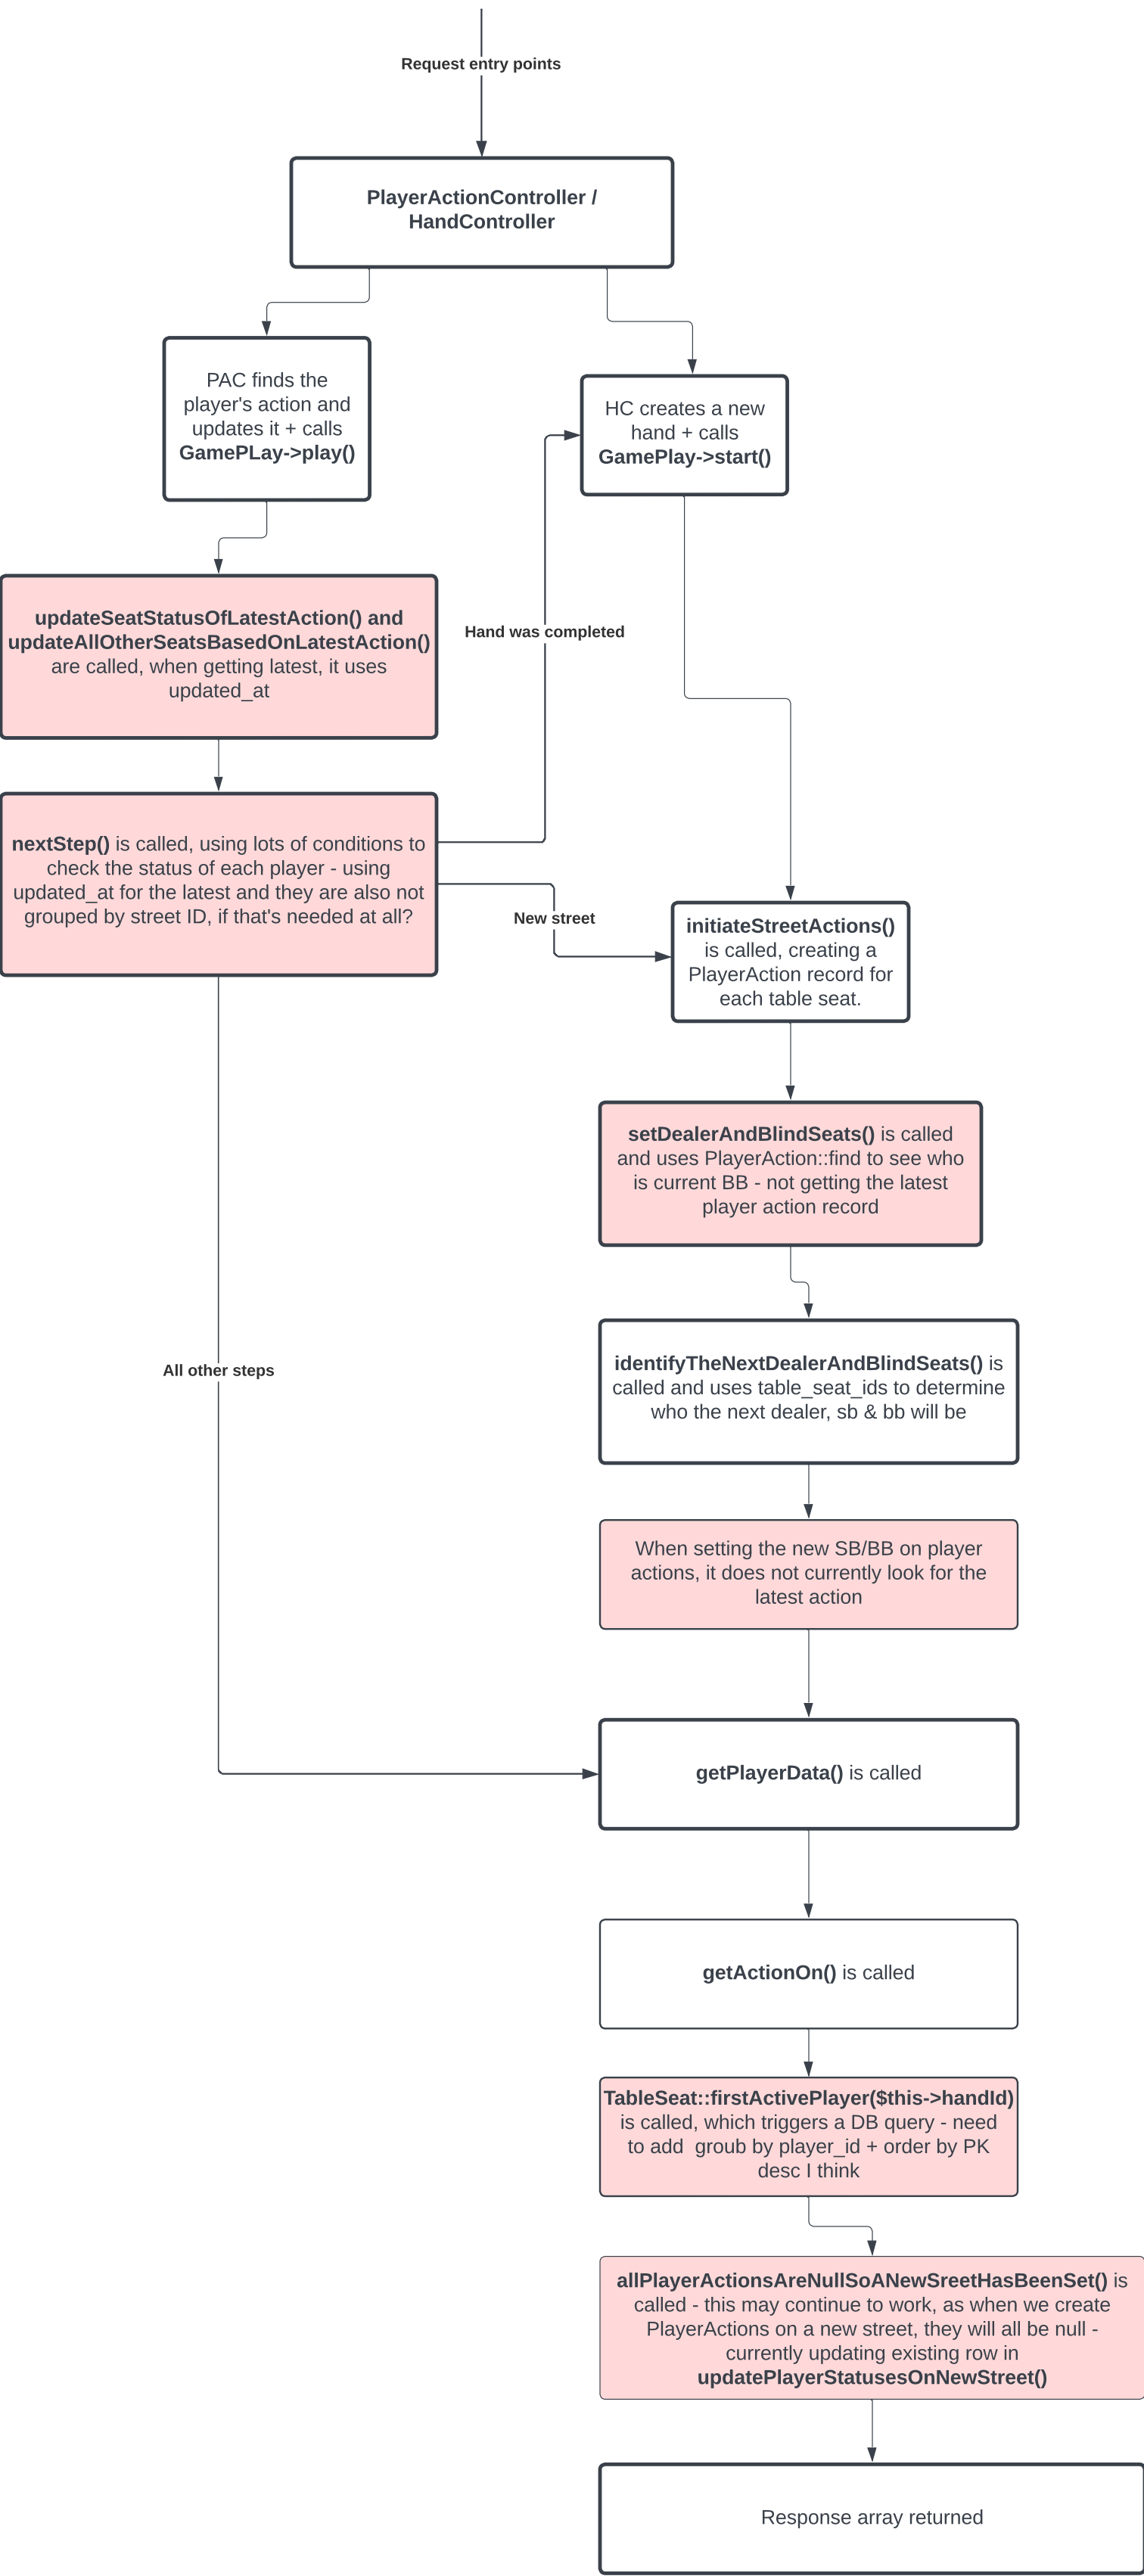 Request entry points
PlayerActionController /
HandController
PAC finds the
player's action and
updates it + calls
GamePLay->play()
HC creates a new
hand + calls
GamePlay->start()
updateSeatStatusOfLatestAction() and
updateAllOtherSeatsBasedOnLatestAction()
are called, when getting latest, it uses
updated_at
Hand was completed
nextStep() is called, using lots of conditions to
check the status of each player - using
updated_at for the latest and they are also not
grouped by street ID, if that's needed at all?
New street
initiateStreetActions()
is called, creating a
PlayerAction record for
each table seat.
setDealerAndBlindSeats() is called
and uses PlayerAction::find to see who
is current BB - not getting the latest
player action record
identifyTheNextDealerAndBlindSeats() is
called and uses table_seat_ids to determine
who the next dealer, sb & bb will be
All other steps
When setting the new SB/BB on player
actions, it does not currently look for the
latest action
getPlayerData() is called
getActionOn() is called
TableSeat::firstActivePlayer($this->handId)
is called, which triggers a DB query - need
to add  groub by player_id + order by PK
desc I think
allPlayerActionsAreNullSoANewSreetHasBeenSet() is
called - this may continue to work, as when we create
PlayerActions on a new street, they will all be null -
currently updating existing row in
updatePlayerStatusesOnNewStreet()
Response array returned